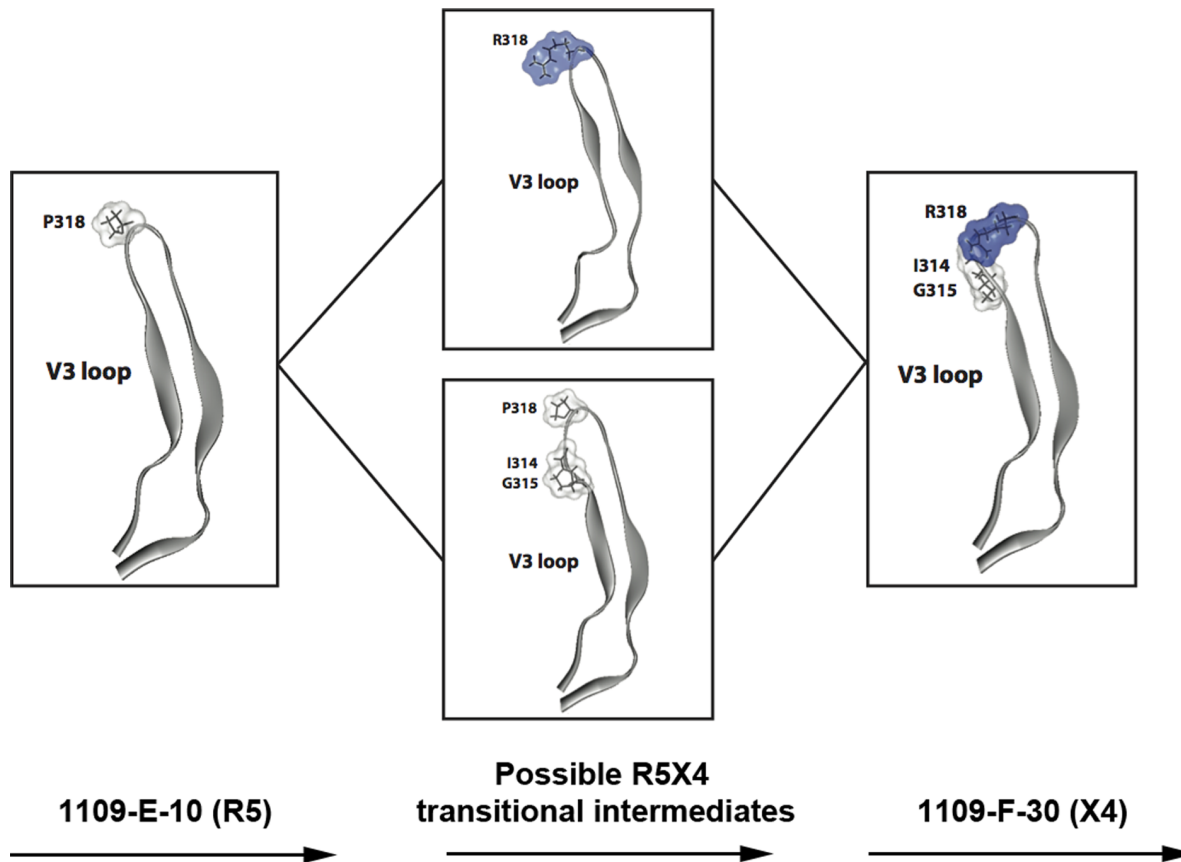 P318
V3 loop
R318
V3 loop
P318
I314
G315
V3 loop
R318
I314
G315
V3 loop
1109-E-10 (R5)
Possible R5X4
transitional intermediates
1109-F-30 (X4)